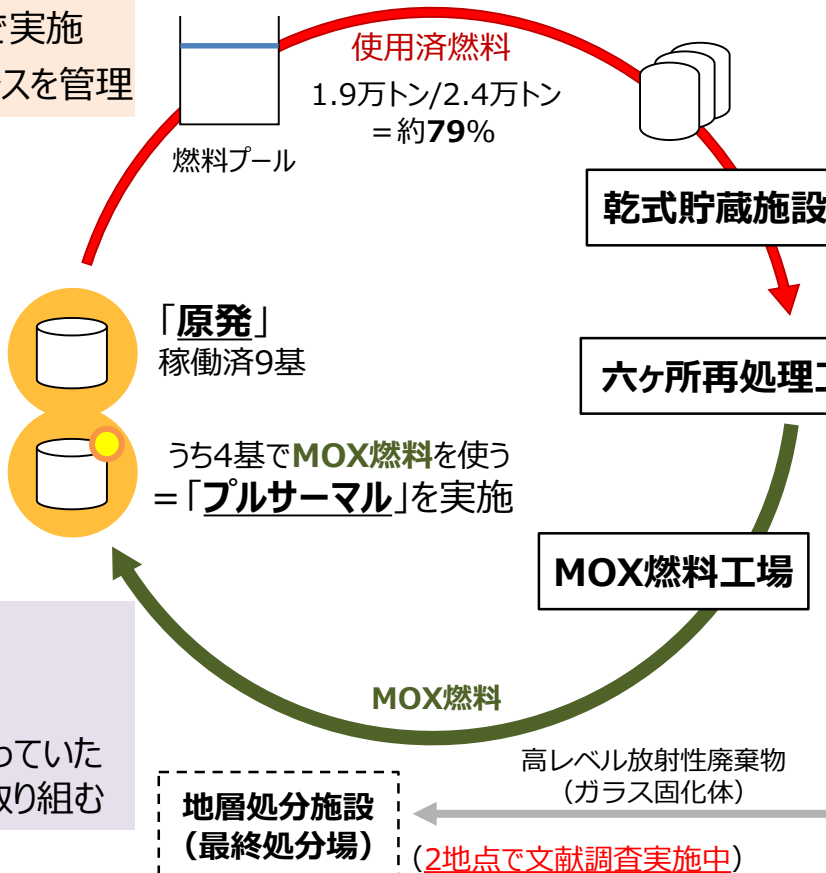 で実施
スを管理
使用済燃料
1.9万トン/2.4万トン
=約79%
燃料プール
乾式貯蔵施設
「原発」
稼働済9基
六ヶ所再処理
うち4基でMOX燃料を使う
=「プルサーマル」を実施
MOX燃料工場
MOX燃料
っていた
取り組む
高レベル放射性廃棄物
(ガラス固化体)
地層処分施設
(最終処分場)
(2地点で文献調査実施中)